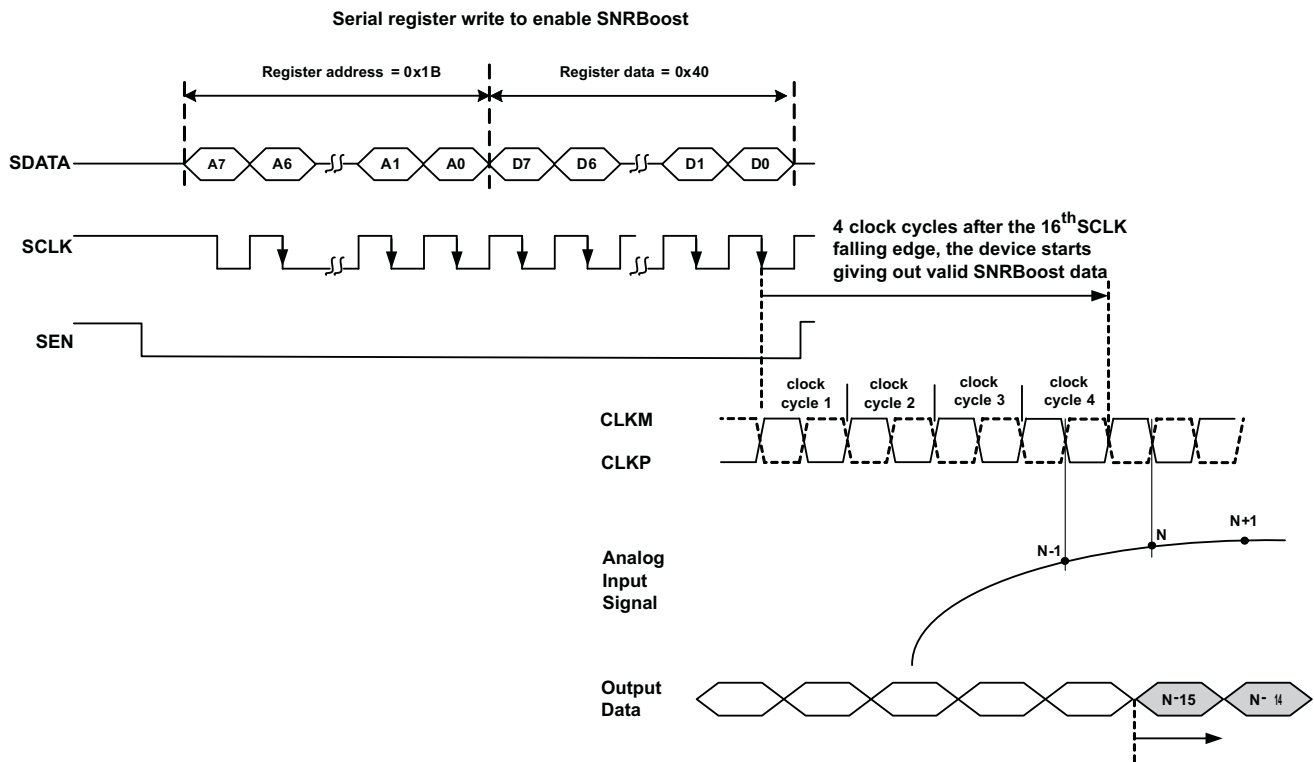 Serial register write to enable SNRBoost
Register address = 0x1B
Register data = 0x40
SDATA
A7
A6
A1
A0
D7
D6
D1
D0
SCLK
4 clock cycles after the 16th SCLK
falling edge, the device starts
giving out valid SNRBoost data
SEN
clock
cycle 1
clock
cycle 2
clock
cycle 3
clock
cycle 4
CLKM
CLKP
N-1
N
N+1
Analog
Input
Signal
Output
Data
N-15
N- 14